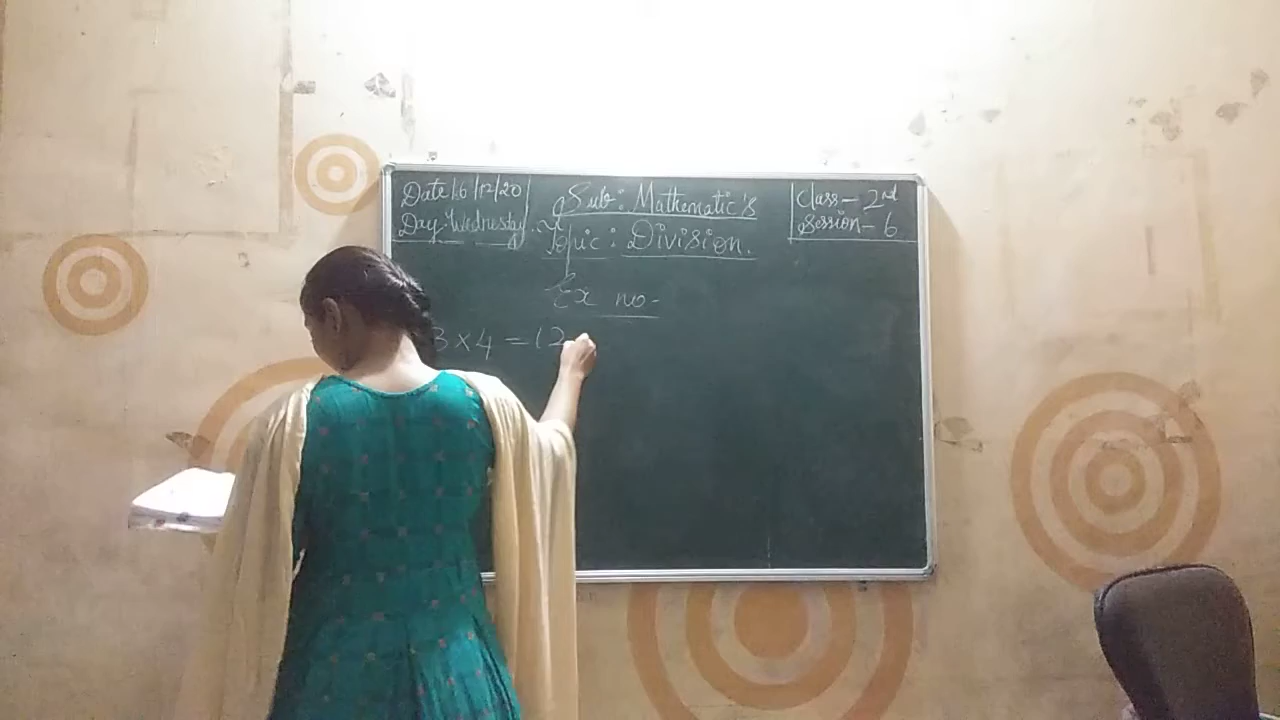 Date 16/12/20
Day. Wednesday.
Sub: Mathematic's
Topic: Division.
Class - 2nd
Session - 6
Ex no-
3 × 4 = 12